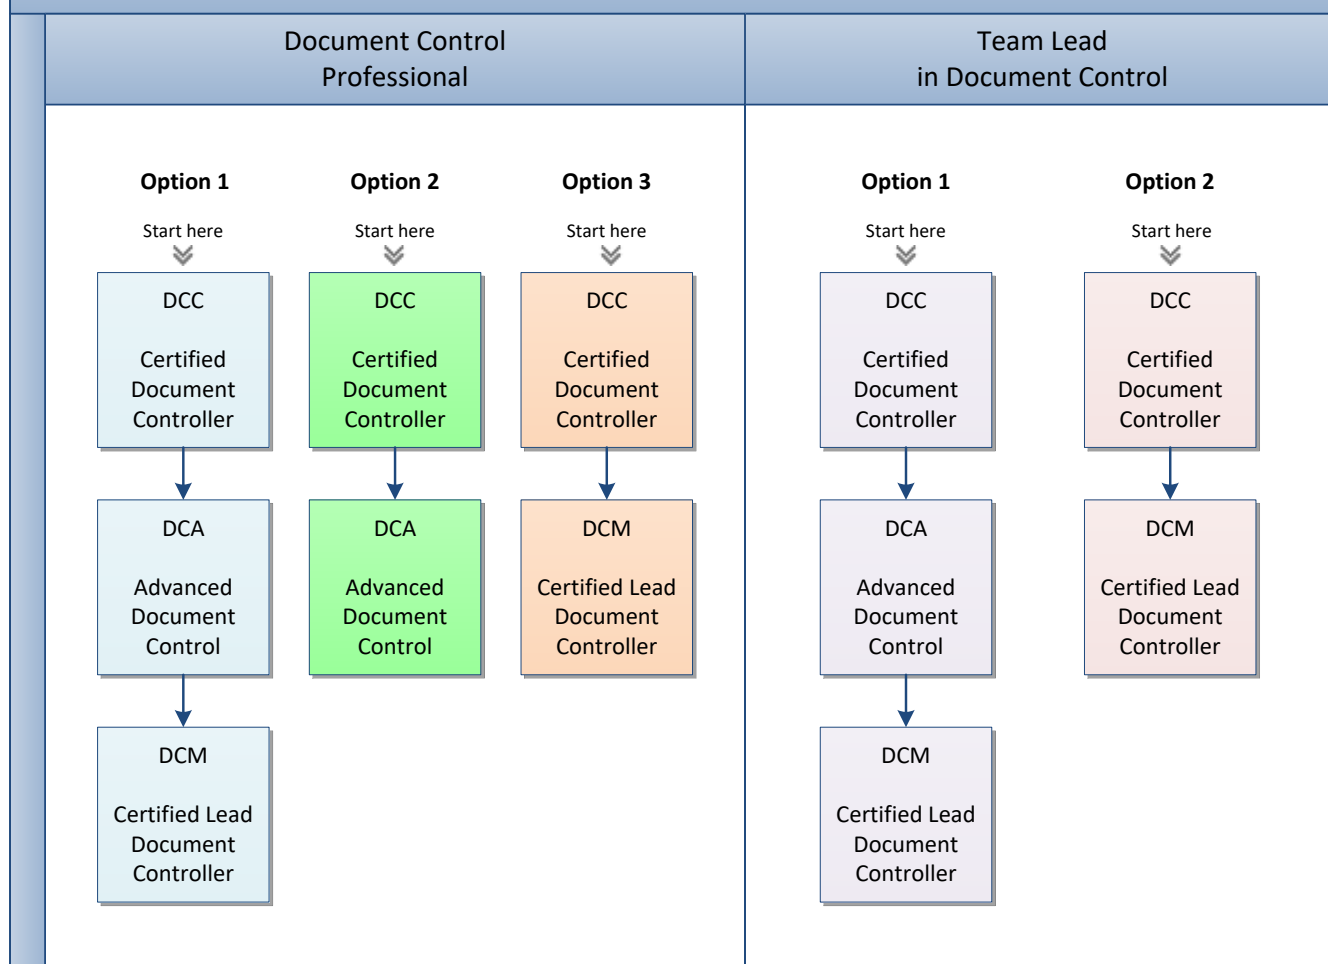 Document Control
Professional
Team Lead
in Document Control
Option 1
Start here
DCC
Certified
Document
Controller
DCA
Advanced
Document
Control
DCM
Certified Lead
Document
Controller
Option 2
Start here
DCC
Certified
Document
Controller
DCA
Advanced
Document
Control
Option 3
Start here
DCC
Certified
Document
Controller
DCM
Certified Lead
Document
Controller
Option 1
Start here
DCC
Certified
Document
Controller
DCA
Advanced
Document
Control
DCM
Certified Lead
Document
Controller
Option 2
Start here
DCC
Certified
Document
Controller
DCM
Certified Lead
Document
Controller